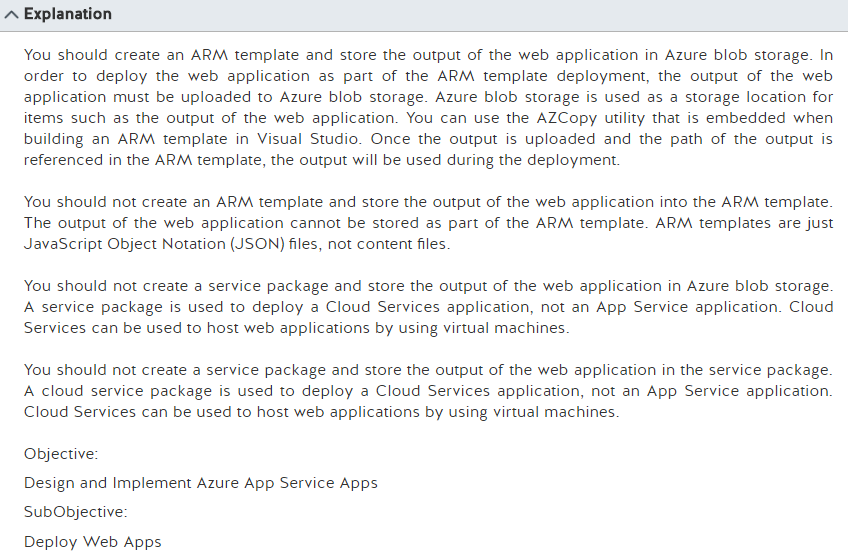 Explanation
You should create an ARM template and store the output of the web application in Azure blob storage. In
order to deploy the web application as part of the ARM template deployment, the output of the web
application must be uploaded to Azure blob storage. Azure blob storage is used as a storage location for
items such as the output of the web application. You can use the AZCopy utility that is embedded when
building an ARM template in Visual Studio. Once the output is uploaded and the path of the output is
referenced in the ARM template, the output will be used during the deployment.
You should not create an ARM template and store the output of the web application into the ARM template.
The output of the web application cannot be stored as part of the ARM template. ARM templates are just
JavaScript Object Notation (JSON) files, not content files.
You should not create a service package and store the output of the web application in Azure blob storage.
A service package is used to deploy a Cloud Services application, not an App Service application. Cloud
Services can be used to host web applications by using virtual machines.
You should not create a service package and store the output of the web application in the service package.
A cloud service package is used to deploy a Cloud Services application, not an App Service application.
Cloud Services can be used to host web applications by using virtual machines.
Objective:
Design and Implement Azure App Service Apps
SubObjective:
Deploy Web Apps